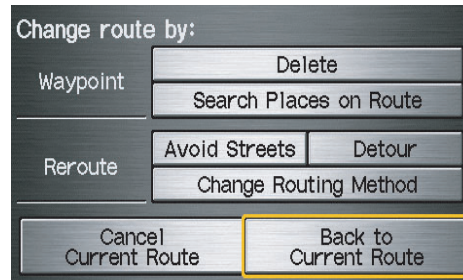 Change route by:
Waypoint
Delete
Search Places on Route
Reroute
Avoid Streets
Detour
Change Routing Method
Cancel
Current Route
Back to
Current Route